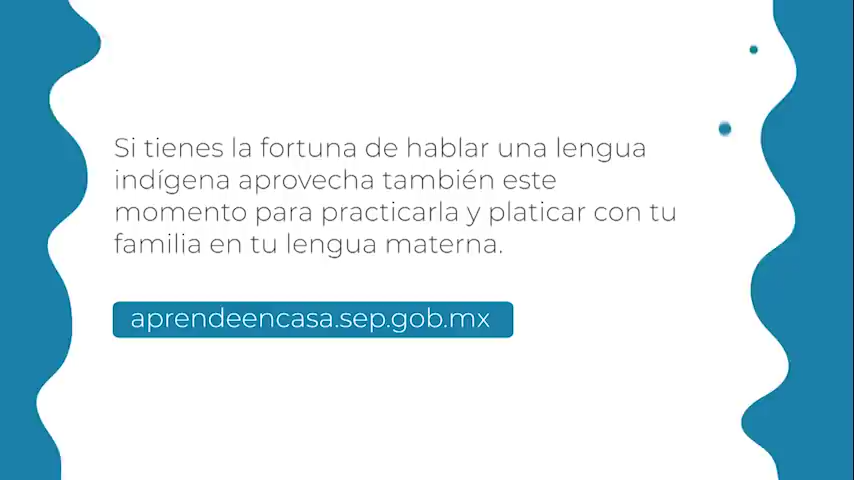 Si tienes la fortuna de hablar una lengua
indígena aprovecha también este
momento para practicarla y platicar con tu
familia en tu lengua materna.
aprendeencasa.sep.gob.mx